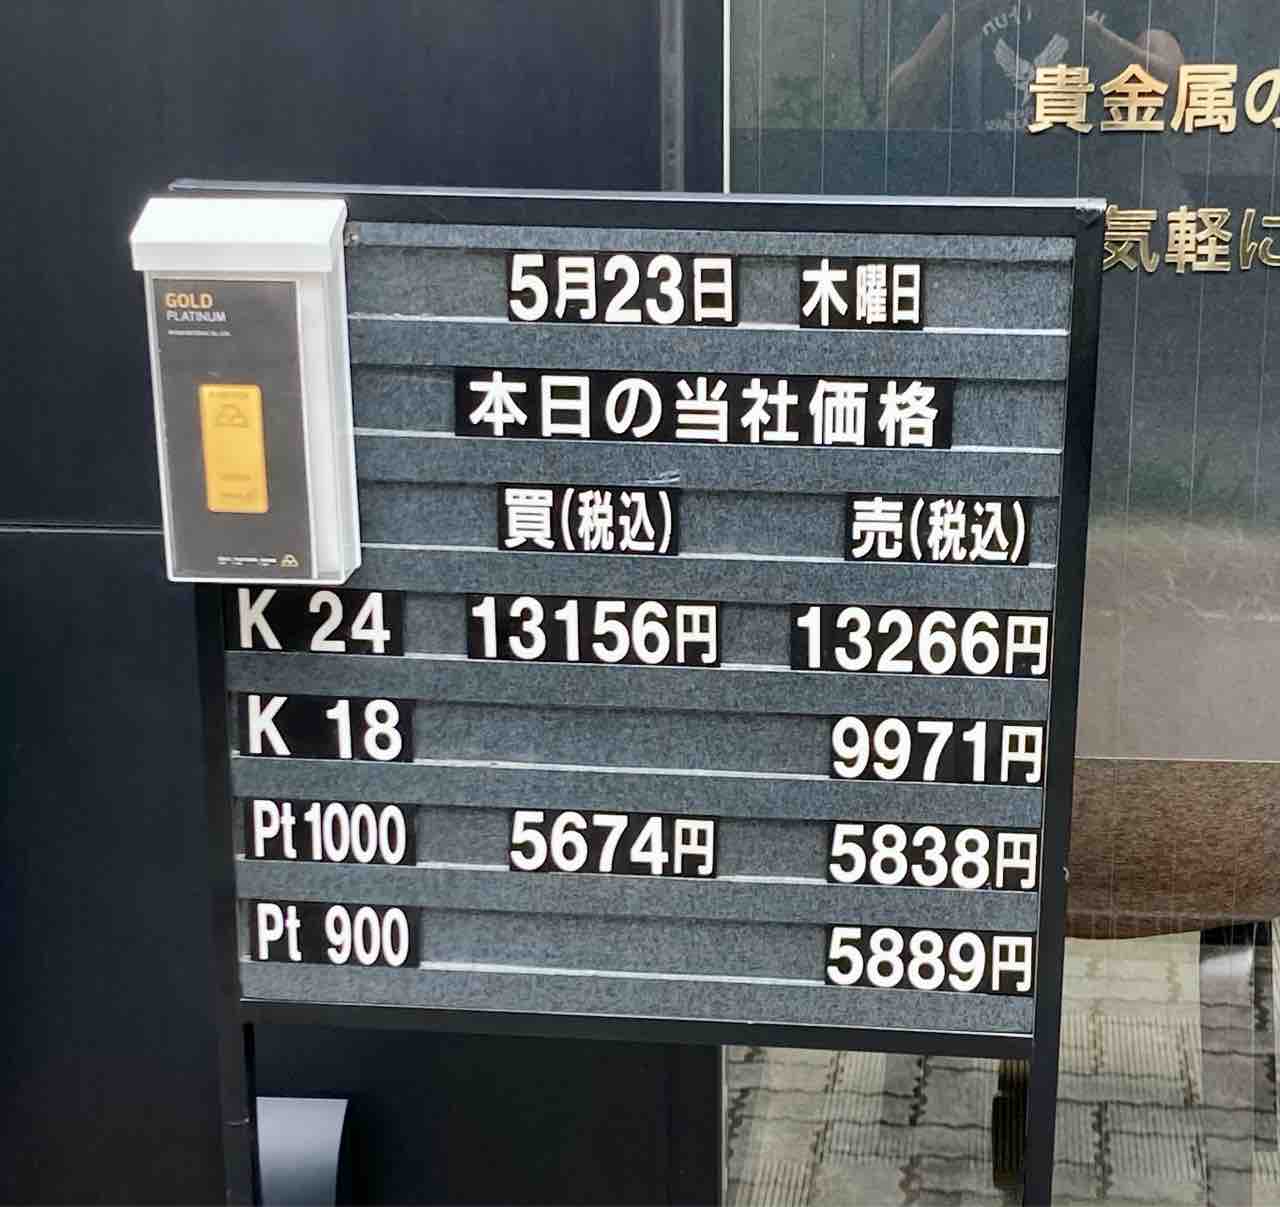 貴金属の
気軽に
GOLD
PLATINUM
5月23日 木曜日
本日の当社価格
買(税込) 売(税込)
K 24 13156円 13266円
K 18 9971円
Pt1000 5674円 5838円
Pt 900 5889円